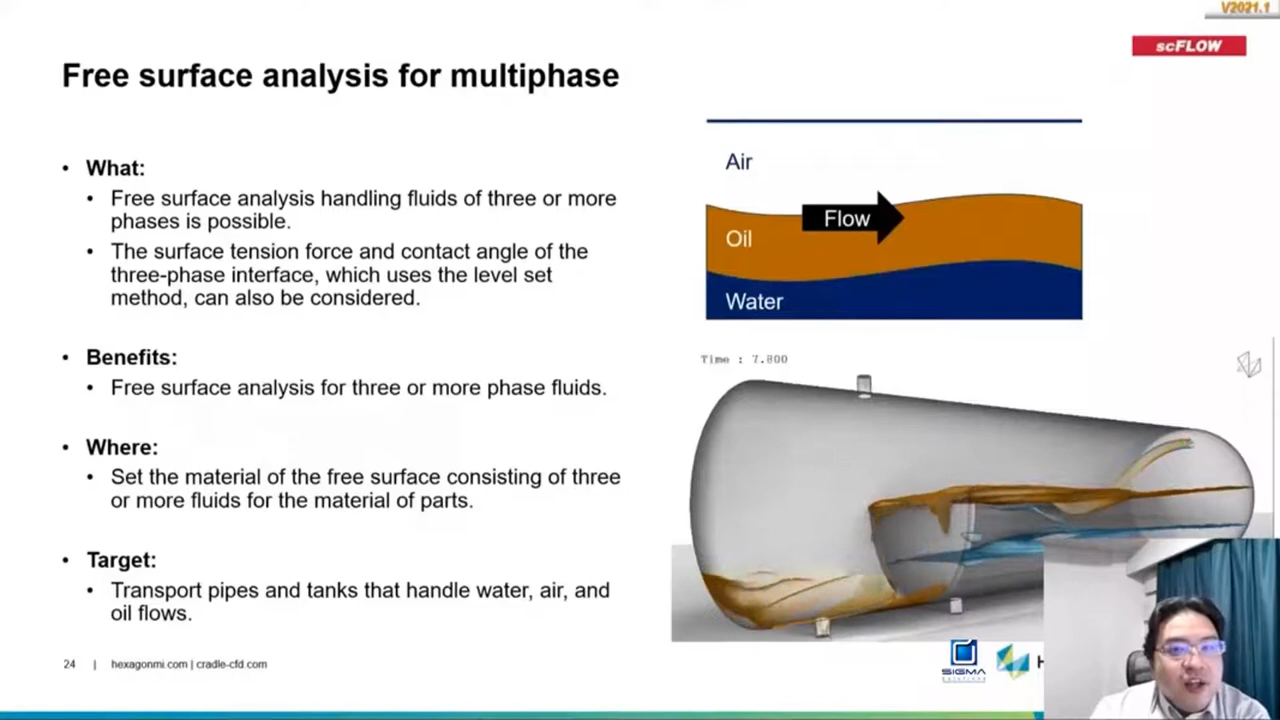 V2021.1
scFLOW
Free surface analysis for multiphase
• What:
• Free surface analysis handling fluids of three or more
phases is possible.
• The surface tension force and contact angle of the
three-phase interface, which uses the level set
method, can also be considered.
• Benefits:
• Free surface analysis for three or more phase fluids.
• Where:
• Set the material of the free surface consisting of three
or more fluids for the material of parts.
• Target:
• Transport pipes and tanks that handle water, air, and
oil flows.
Air
Flow
Oil
Water
Time : 7.800
24 | hexagonmi.com | cradle-cfd.com
SIGMA
SOLUTIONS
H